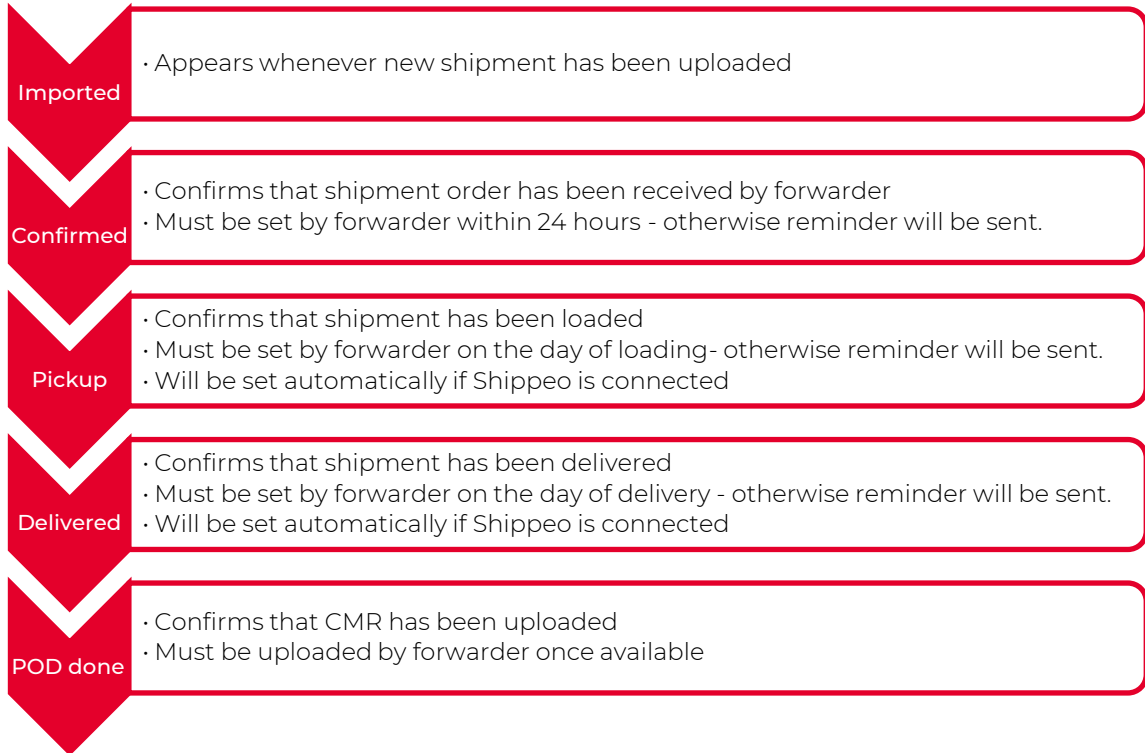 Imported
· Appears whenever new shipment has been uploaded
Confirmed
· Confirms that shipment order has been received by forwarder
· Must be set by forwarder within 24 hours - otherwise reminder will be sent.
Pickup
· Confirms that shipment has been loaded
· Must be set by forwarder on the day of loading- otherwise reminder will be sent.
· Will be set automatically if Shippeo is connected
Delivered
· Confirms that shipment has been delivered
· Must be set by forwarder on the day of delivery - otherwise reminder will be sent.
· Will be set automatically if Shippeo is connected
POD done
· Confirms that CMR has been uploaded
· Must be uploaded by forwarder once available